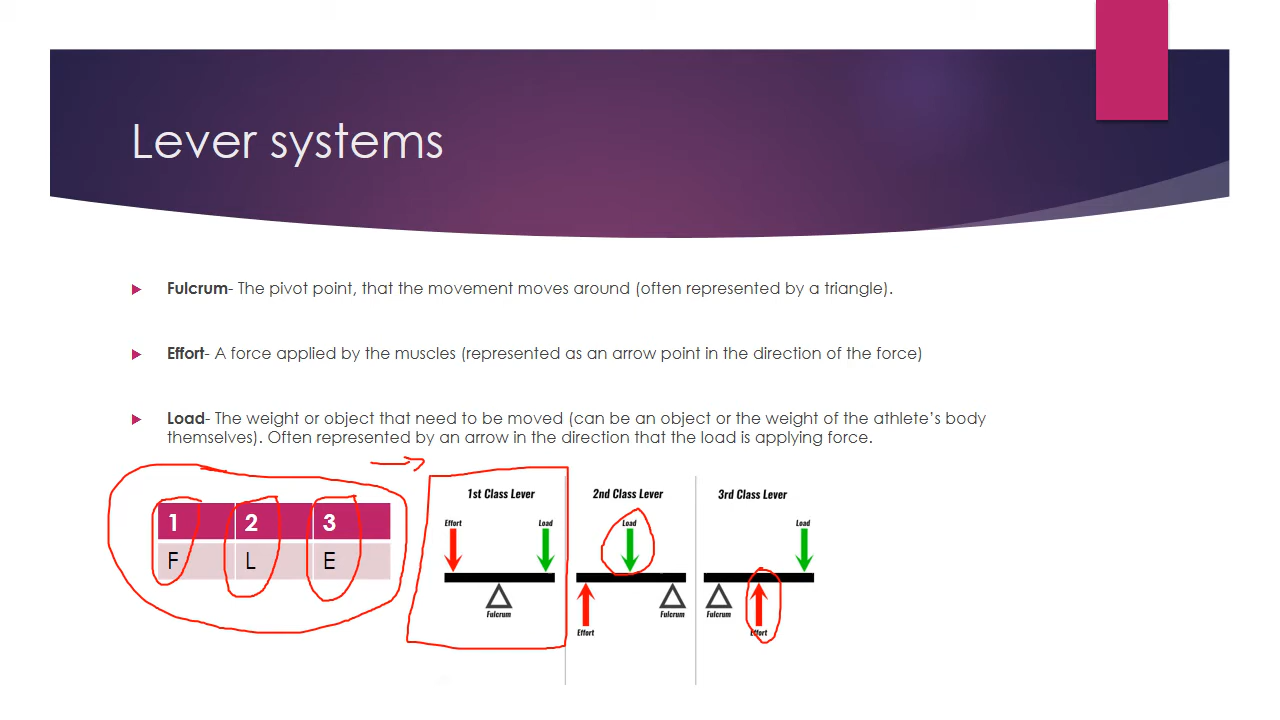 Lever systems
Fulcrum- The pivot point, that the movement moves around (often represented by a triangle).
Effort- A force applied by the muscles (represented as an arrow point in the direction of the force)
Load- The weight or object that need to be moved (can be an object or the weight of the athlete's body
themselves). Often represented by an arrow in the direction that the load is applying force.
1 2 3
F L E
1st Class Lever
Effort Load
Fulcrum
2nd Class Lever
Load
Fulcrum
Effort
3rd Class Lever
Load
Fulcrum
Effort